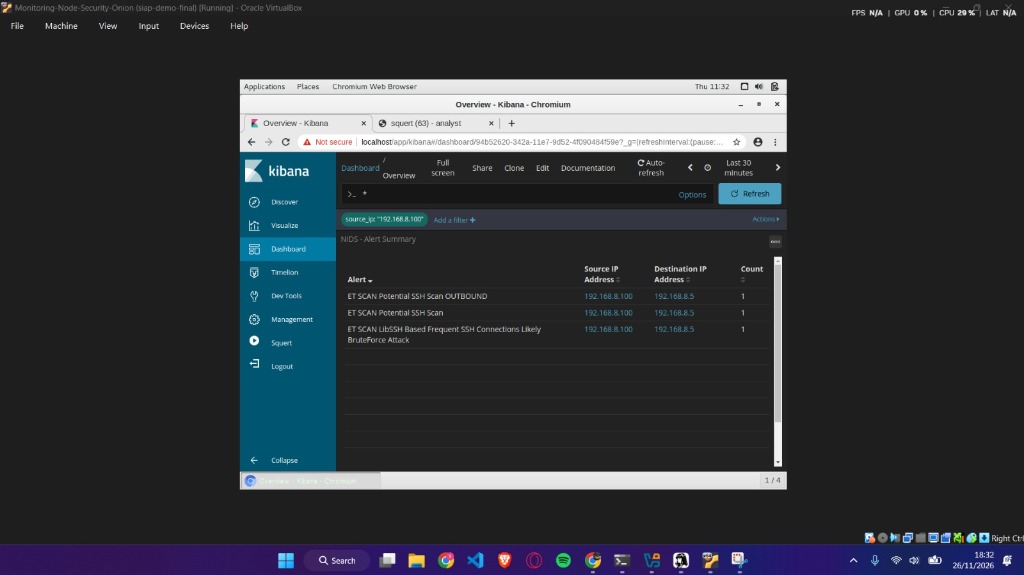 Monitoring-Node-Security-Onion (siap-demo-final) [Running] - Oracle VirtualBox
FPS N/A | GPU 0 % | CPU 29 % | LAT N/A
File Machine View Input Devices Help
Applications Places Chromium Web Browser Thu 11:32
Overview - Kibana - Chromium
Overview - Kibana × squert (63) - analyst × +
Not secure | localhost/app/kibana#/dashboard/94b52620-342a-11e7-9d52-4f090484f59e?_g=(refreshInterval:(pause:...
kibana
Dashboard / Overview Full screen Share Clone Edit Documentation Auto-refresh Last 30 minutes
>_ * Options Refresh
source_ip: "192.168.8.100" Add a filter + Actions
Discover
Visualize
Dashboard
Timelion
Dev Tools
Management
Squert
Logout
Collapse
NIDS - Alert Summary
Alert Source IP Address Destination IP Address Count
ET SCAN Potential SSH Scan OUTBOUND 192.168.8.100 192.168.8.5 1
ET SCAN Potential SSH Scan 192.168.8.100 192.168.8.5 1
ET SCAN LibSSH Based Frequent SSH Connections Likely BruteForce Attack 192.168.8.100 192.168.8.5 1
Overview - Kibana - Chromium 1 / 4
Right Ctrl
Search
18:32
26/11/2026